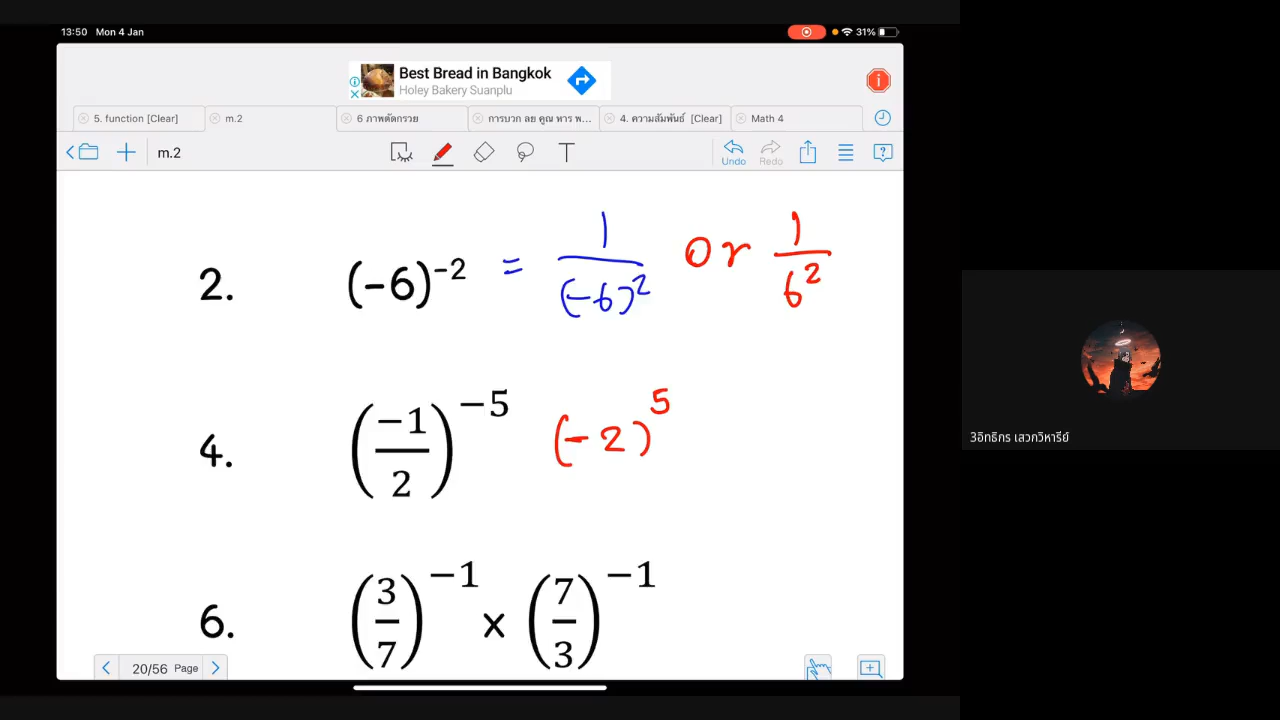 13:50 Mon 4 Jan 31%
Best Bread in Bangkok
Holey Bakery Suanplu
5. function [Clear] m.2 6 ภาพตัดกรวย การบวก ลย คูณ หาร พ... 4. ความสัมพันธ์ [Clear] Math 4
m.2 T Undo Redo
2. (-6)⁻² = 1/(-6)² or 1/6²
4. (-1/2)⁻⁵ (-2)⁵
3อิทธิกร เสวกวิหารีย์
6. (3/7)⁻¹ × (7/3)⁻¹
20/56 Page